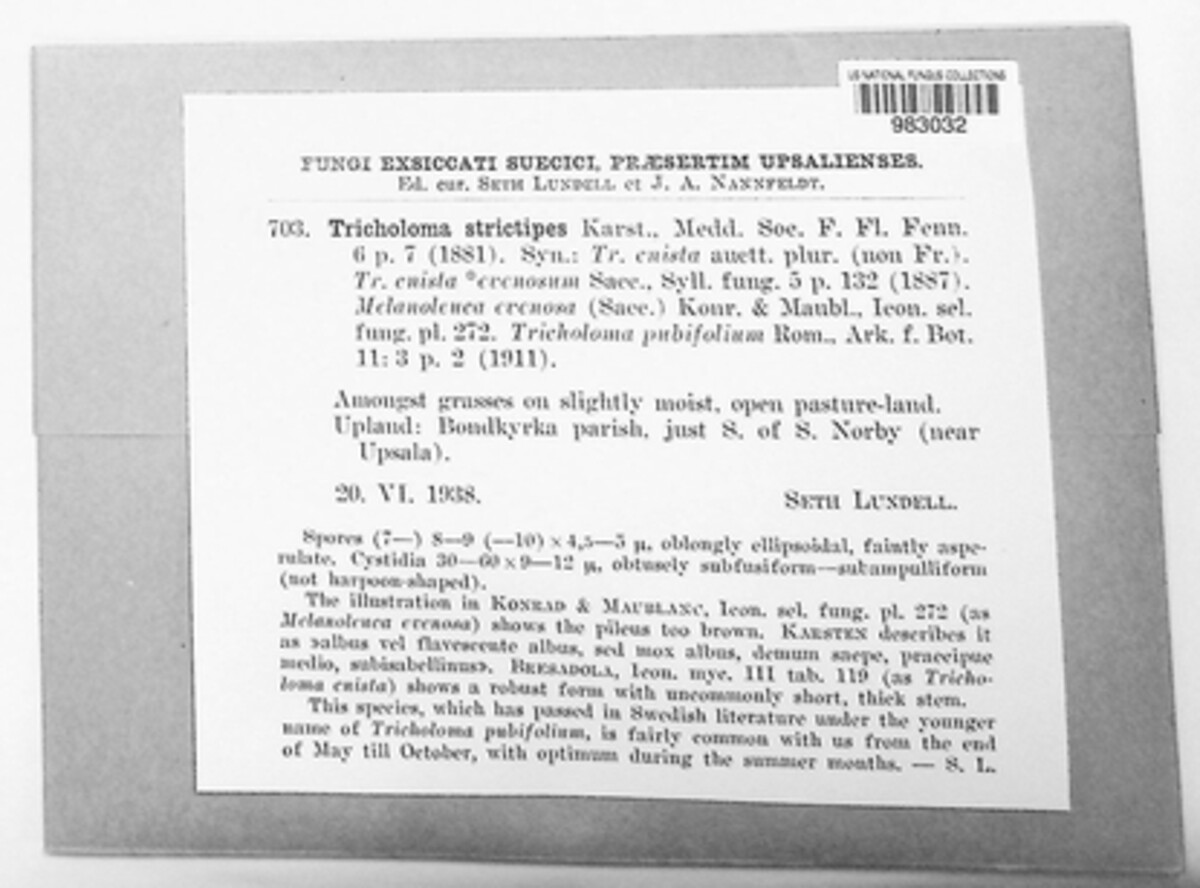 US NATIONAL FUNGUS COLLECTIONS
983032
FUNGI EXSICCATI SUECICI, PRÆSERTIM UPSALIENSES.
Ed. cur. SETH LUNDELL et J. A. NANNFELDT.
703. Tricholoma strictipes Karst., Medd. Soc. F. Fl. Fenn.
6 p. 7 (1881). Syn.: Tr. cnista auctt. plur. (non Fr.).
Tr. cnista *crenosum Sacc., Syll. fung. 5 p. 132 (1887).
Melanoleuca evenosa (Sacc.) Konr. & Maubl., Icon. sel.
fung. pl. 272. Tricholoma pubifolium Rom., Ark. f. Bot.
11: 3 p. 2 (1911).
Amongst grasses on slightly moist, open pasture-land.
Upland: Bondkyrka parish, just S. of S. Norby (near
Upsala).
20. VI. 1938.
SETH LUNDELL.
Spores (7—) 8—9 (—10) × 4,5—5 μ, oblongly ellipsoidal, faintly aspe-
rulate. Cystidia 30—60 × 9—12 μ, obtusely subfusiform—subampulliform
(not harpoon-shaped).
The illustration in KONRAD & MAUBLANC, Icon. sel. fung. pl. 272 (as
Melanoleuca evenosa) shows the pileus too brown. KARSTEN describes it
as »albus vel flavescente albus, sed mox albus, demum saepe, praecipue
medio, subisabellinus». BRESADOLA, Icon. myc. III tab. 119 (as Tricho-
loma cnista) shows a robust form with uncommonly short, thick stem.
This species, which has passed in Swedish literature under the younger
name of Tricholoma pubifolium, is fairly common with us from the end
of May till October, with optimum during the summer months. — S. L.